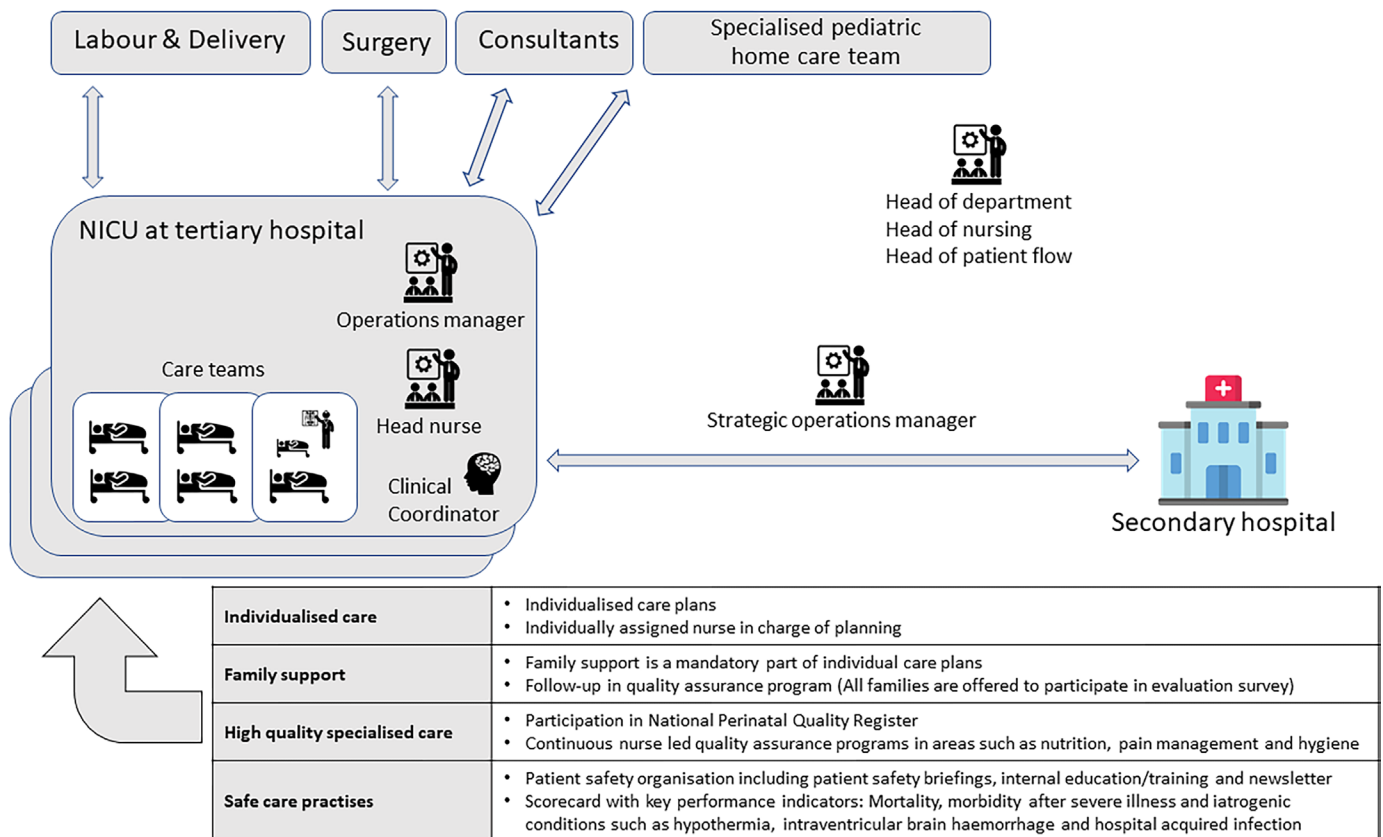 Labour & Delivery
Surgery
Consultants
Specialised pediatric
home care team
Head of department
Head of nursing
Head of patient flow
NICU at tertiary hospital
Operations manager
Care teams
Head nurse
Clinical
Coordinator
Strategic operations manager
Secondary hospital
Individualised care
• Individualised care plans
• Individually assigned nurse in charge of planning
Family support
• Family support is a mandatory part of individual care plans
• Follow-up in quality assurance program (All families are offered to participate in evaluation survey)
High quality specialised care
• Participation in National Perinatal Quality Register
• Continuous nurse led quality assurance programs in areas such as nutrition, pain management and hygiene
Safe care practises
• Patient safety organisation including patient safety briefings, internal education/training and newsletter
• Scorecard with key performance indicators: Mortality, morbidity after severe illness and iatrogenic
conditions such as hypothermia, intraventricular brain haemorrhage and hospital acquired infection